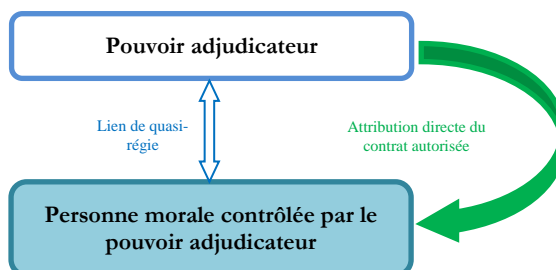 Pouvoir adjudicateur
Lien de quasi-
régie
Attribution directe du
contrat autorisée
Personne morale contrôlée par le
pouvoir adjudicateur